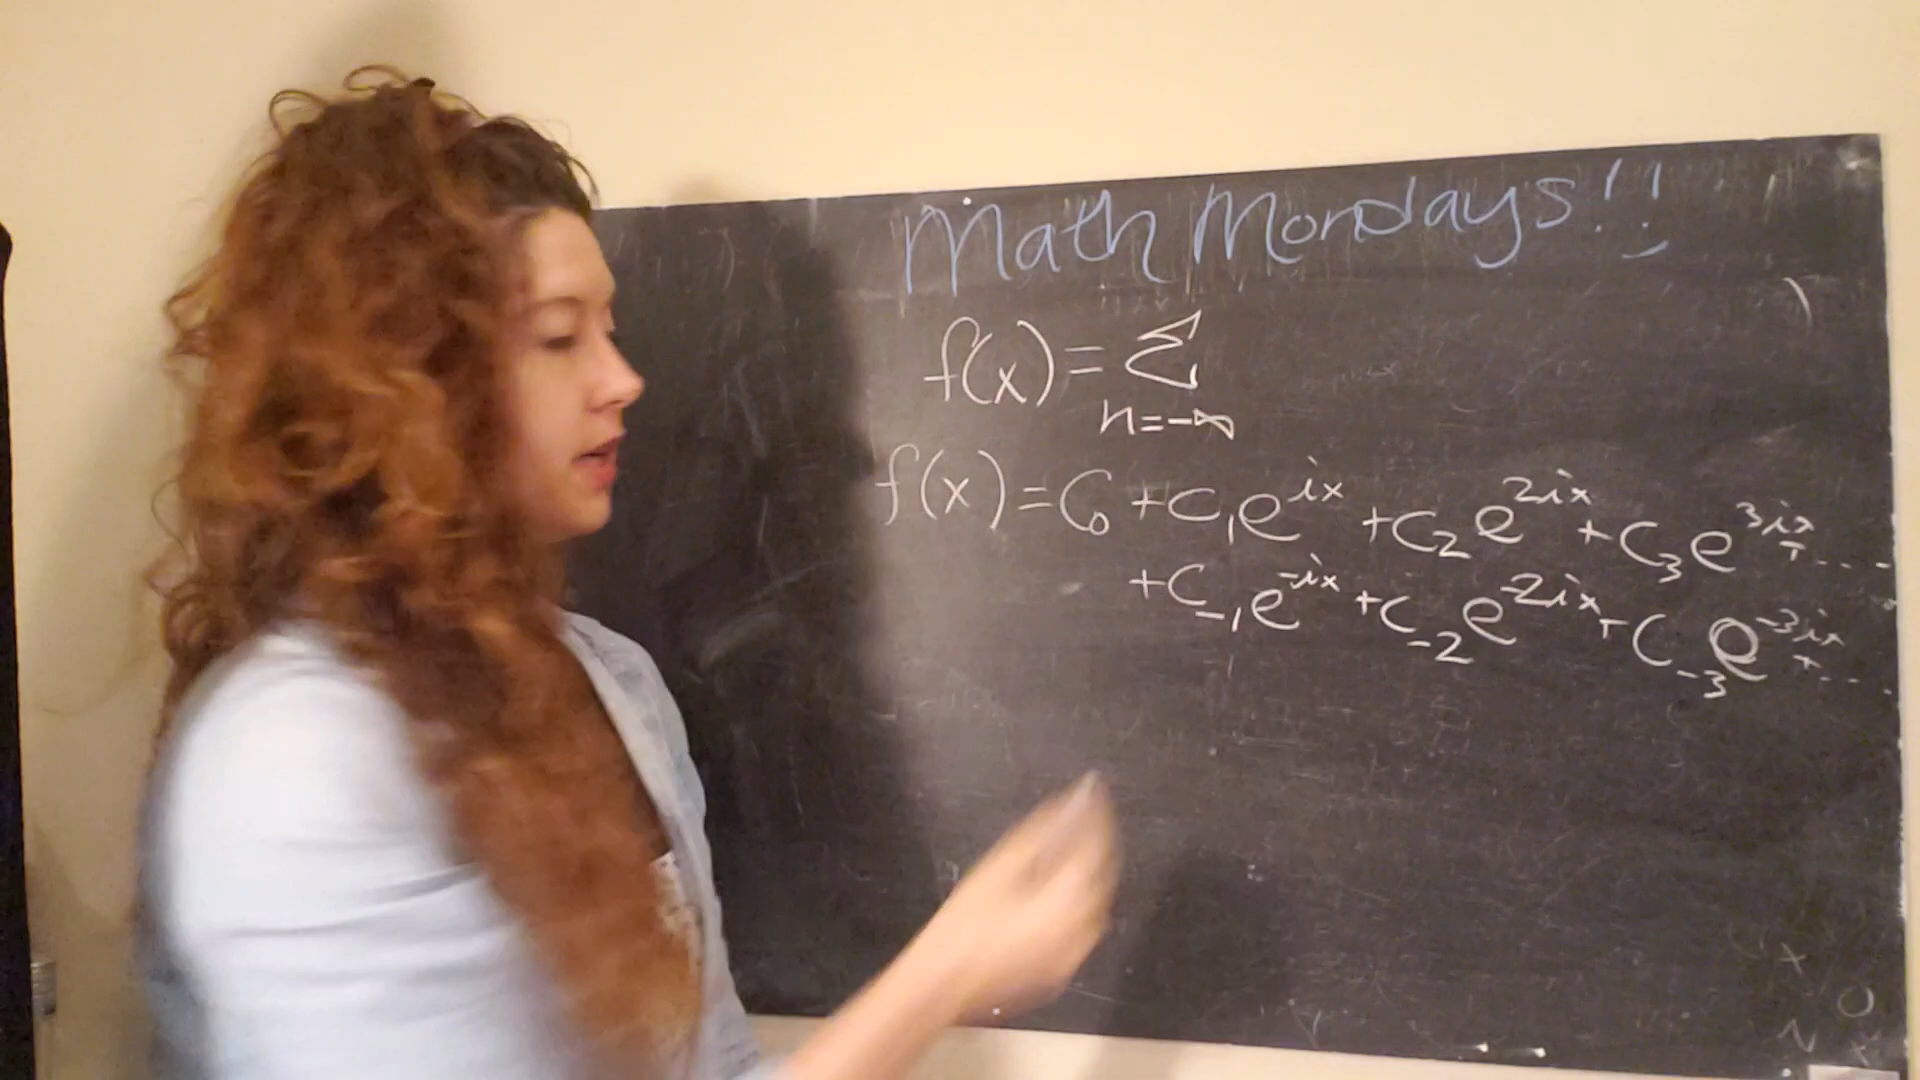 Math Mondays!!
f(x) = Σ
n=-∞
f(x) = C₀ + C₁e^{ix} + C₂e^{2ix} + C₃e^{3ix} + ....
+ C₋₁e^{-ix} + C₋₂e^{-2ix} + C₋₃e^{-3ix} + ....